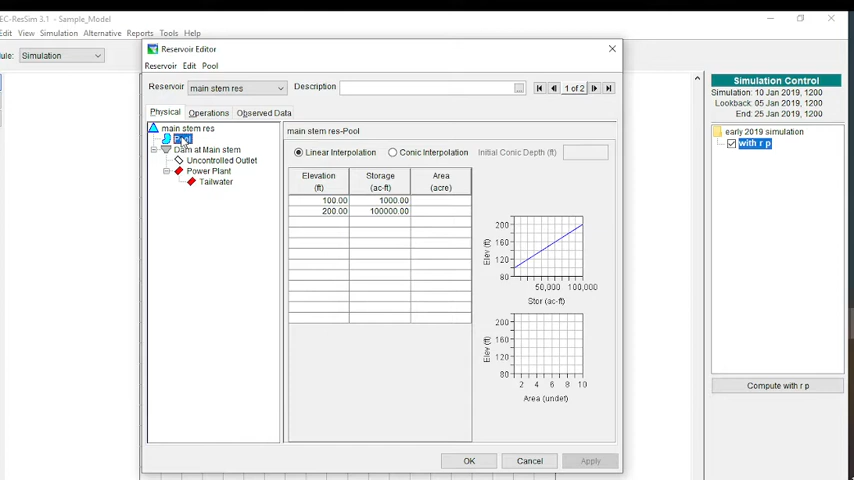 EC-ResSim 3.1 - Sample_Model
Edit View Simulation Alternative Reports Tools Help
Simulation
Reservoir Editor
Reservoir Edit Pool
Reservoir main stem res Description 1 of 2
Physical Operations Observed Data
main stem res
Pool
Dam at Main stem
Uncontrolled Outlet
Power Plant
Tailwater
main stem res-Pool
Linear Interpolation Conic Interpolation Initial Conic Depth (ft)
Elevation Storage Area
(ft) (ac-ft) (acre)
100.00 1000.00
200.00 100000.00
Elev (ft)
200
160
120
80
50,000 100,000
Stor (ac-ft)
Elev (ft)
200
160
120
80
2 4 6 8 10
Area (undef)
OK Cancel Apply
Simulation Control
Simulation: 10 Jan 2019, 1200
Lookback: 05 Jan 2019, 1200
End: 25 Jan 2019, 1200
early 2019 simulation
with r p
Compute with r p